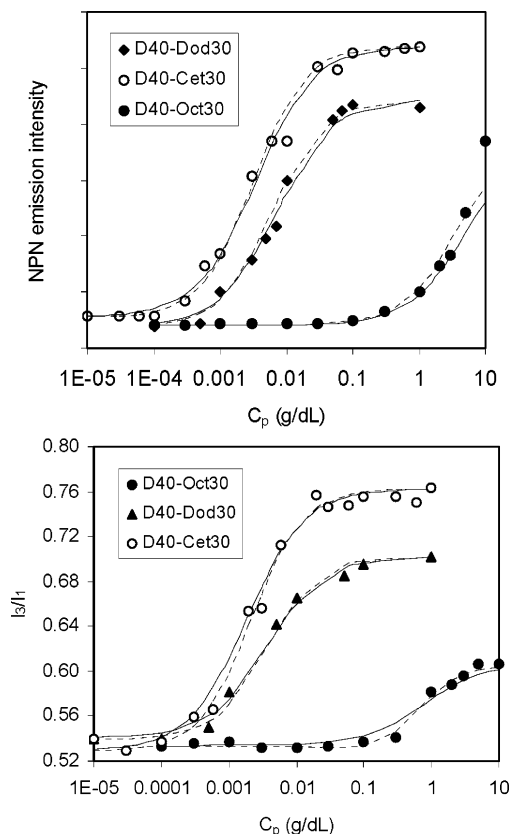 NPN emission intensity
D40-Dod30
D40-Cet30
D40-Oct30
1E-05 1E-04 0.001 0.01 0.1 1 10
Cp (g/dL)
I3/I1
0.80
0.76
0.72
0.68
0.64
0.60
0.56
0.52
D40-Oct30
D40-Dod30
D40-Cet30
1E-05 0.0001 0.001 0.01 0.1 1 10
Cp (g/dL)